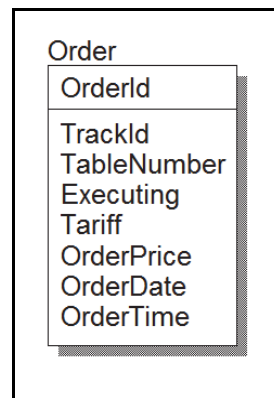 Order
OrderId
TrackId
TableNumber
Executing
Tariff
OrderPrice
OrderDate
OrderTime